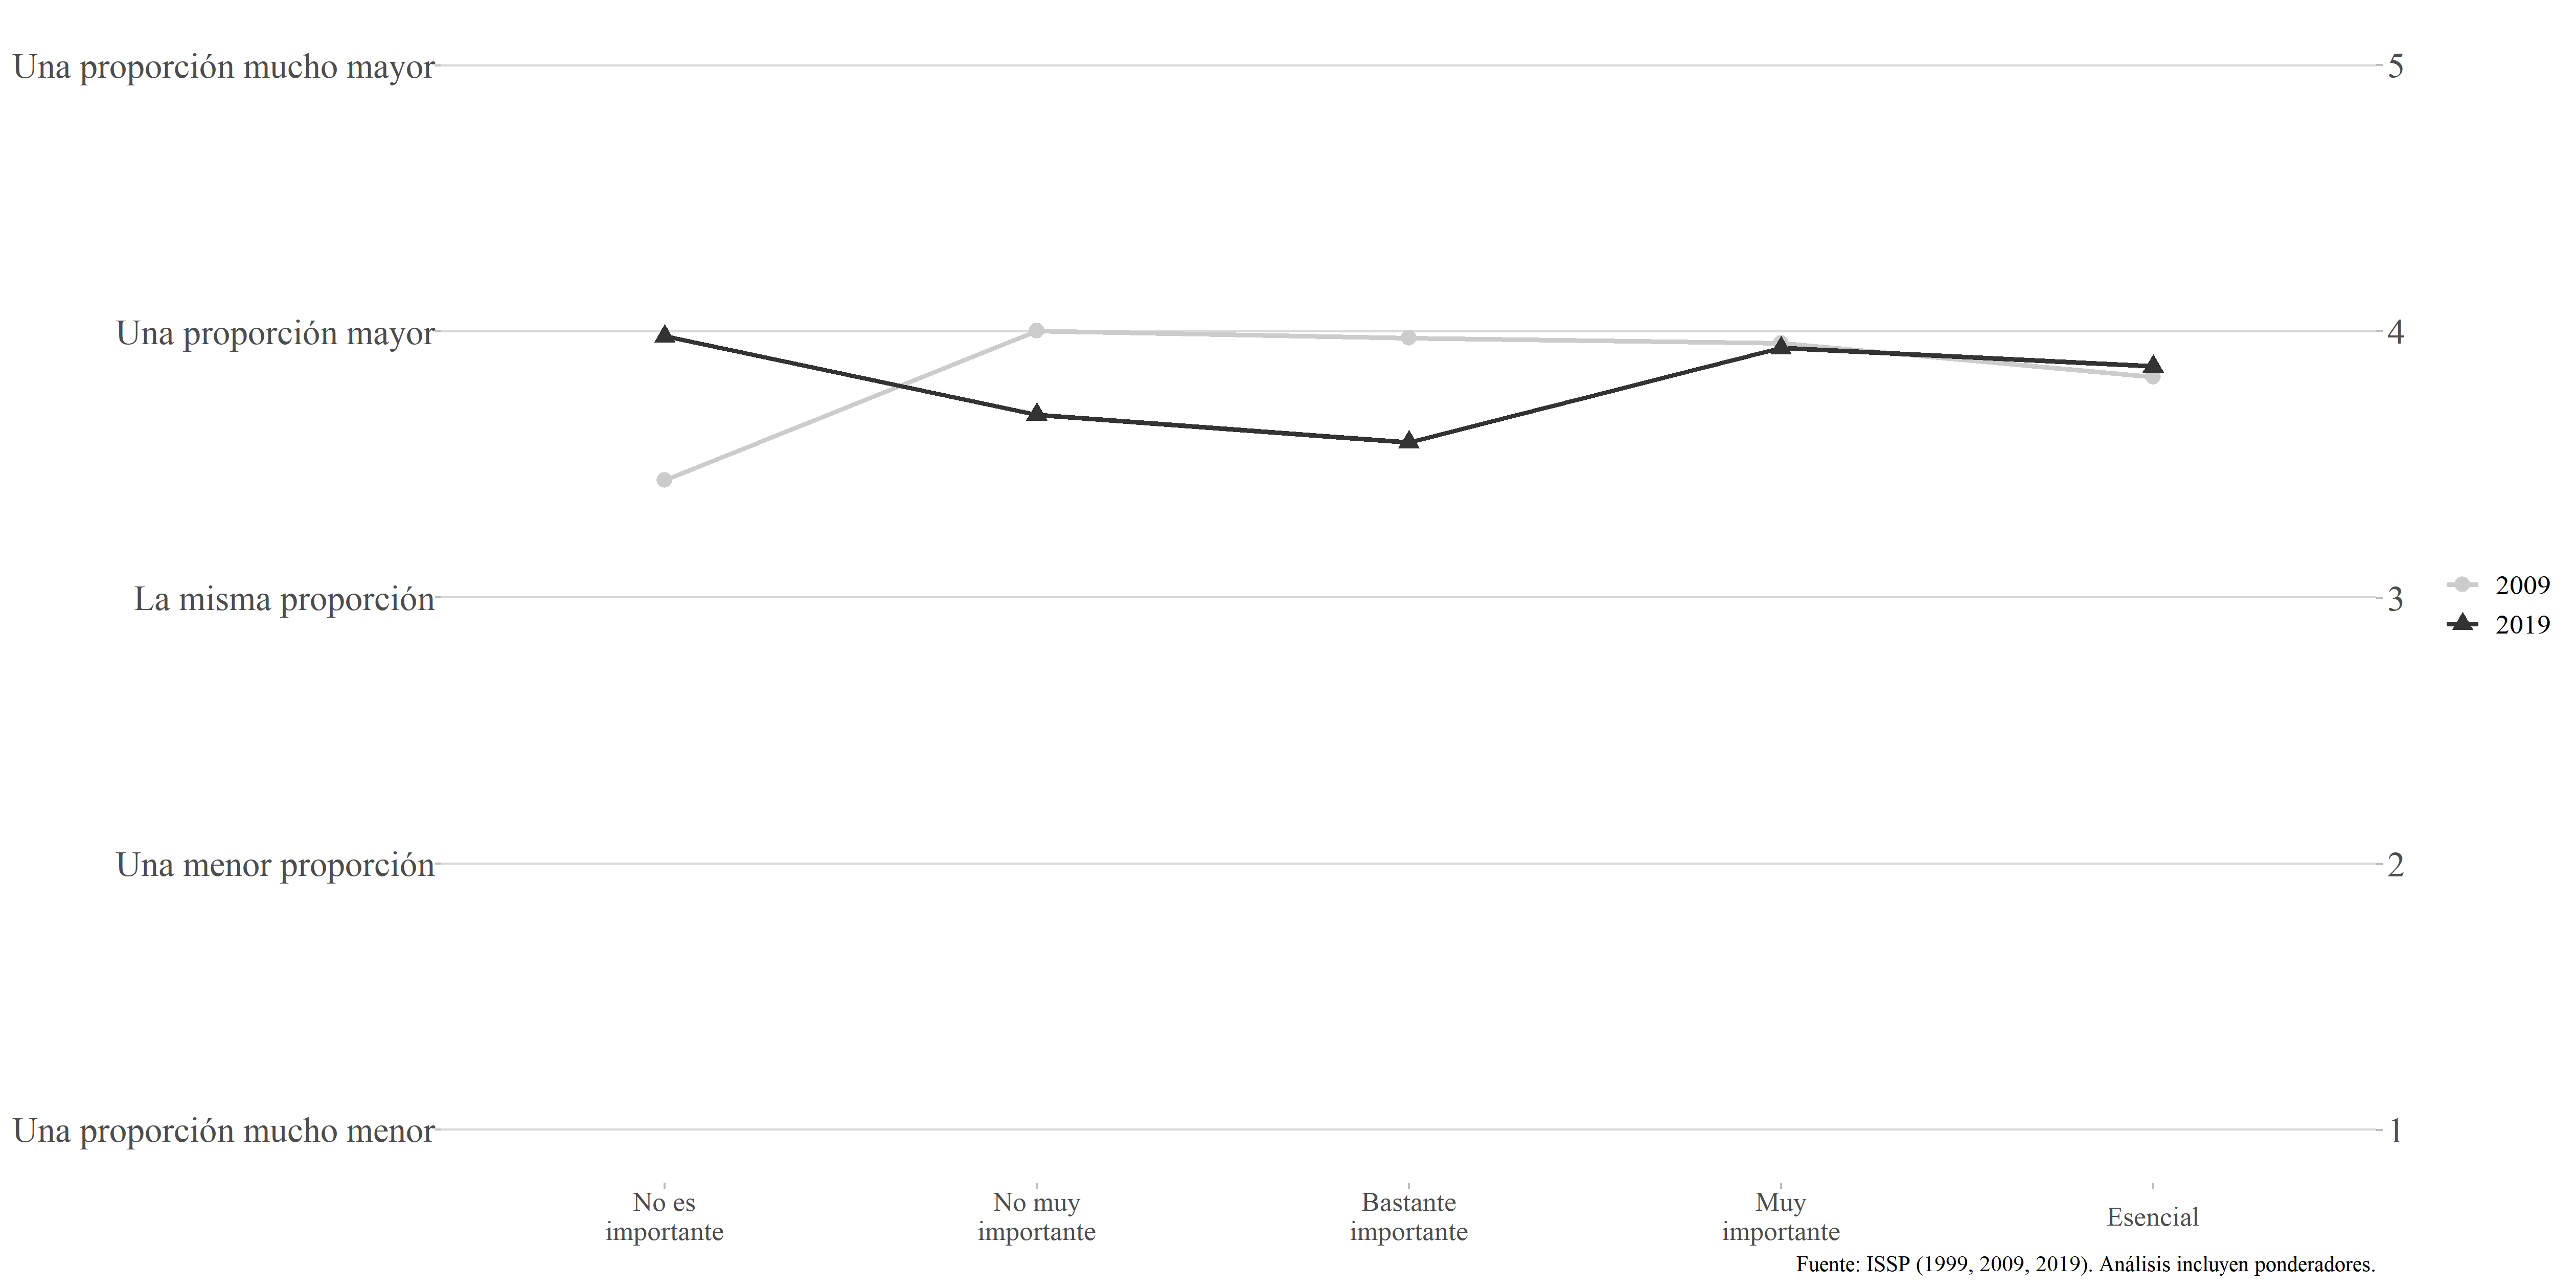 Una proporción mucho mayor
5
Una proporción mayor
4
La misma proporción
3
Una menor proporción
2
Una proporción mucho menor
1
2009
2019
No es
importante
No muy
importante
Bastante
importante
Muy
importante
Esencial
Fuente: ISSP (1999, 2009, 2019). Análisis incluyen ponderadores.